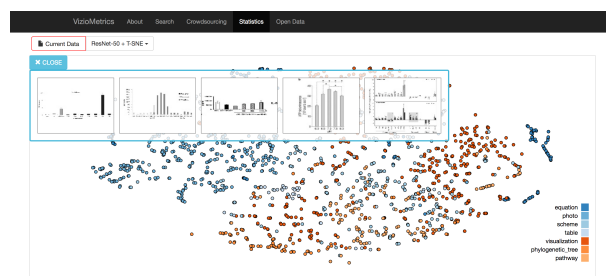 VizioMetrics About Search Crowdsourcing Statistics Open Data
Current Data ResNet-50 + T-SNE
× CLOSE
equation
photo
scheme
table
visualization
phylogenetic_tree
pathway